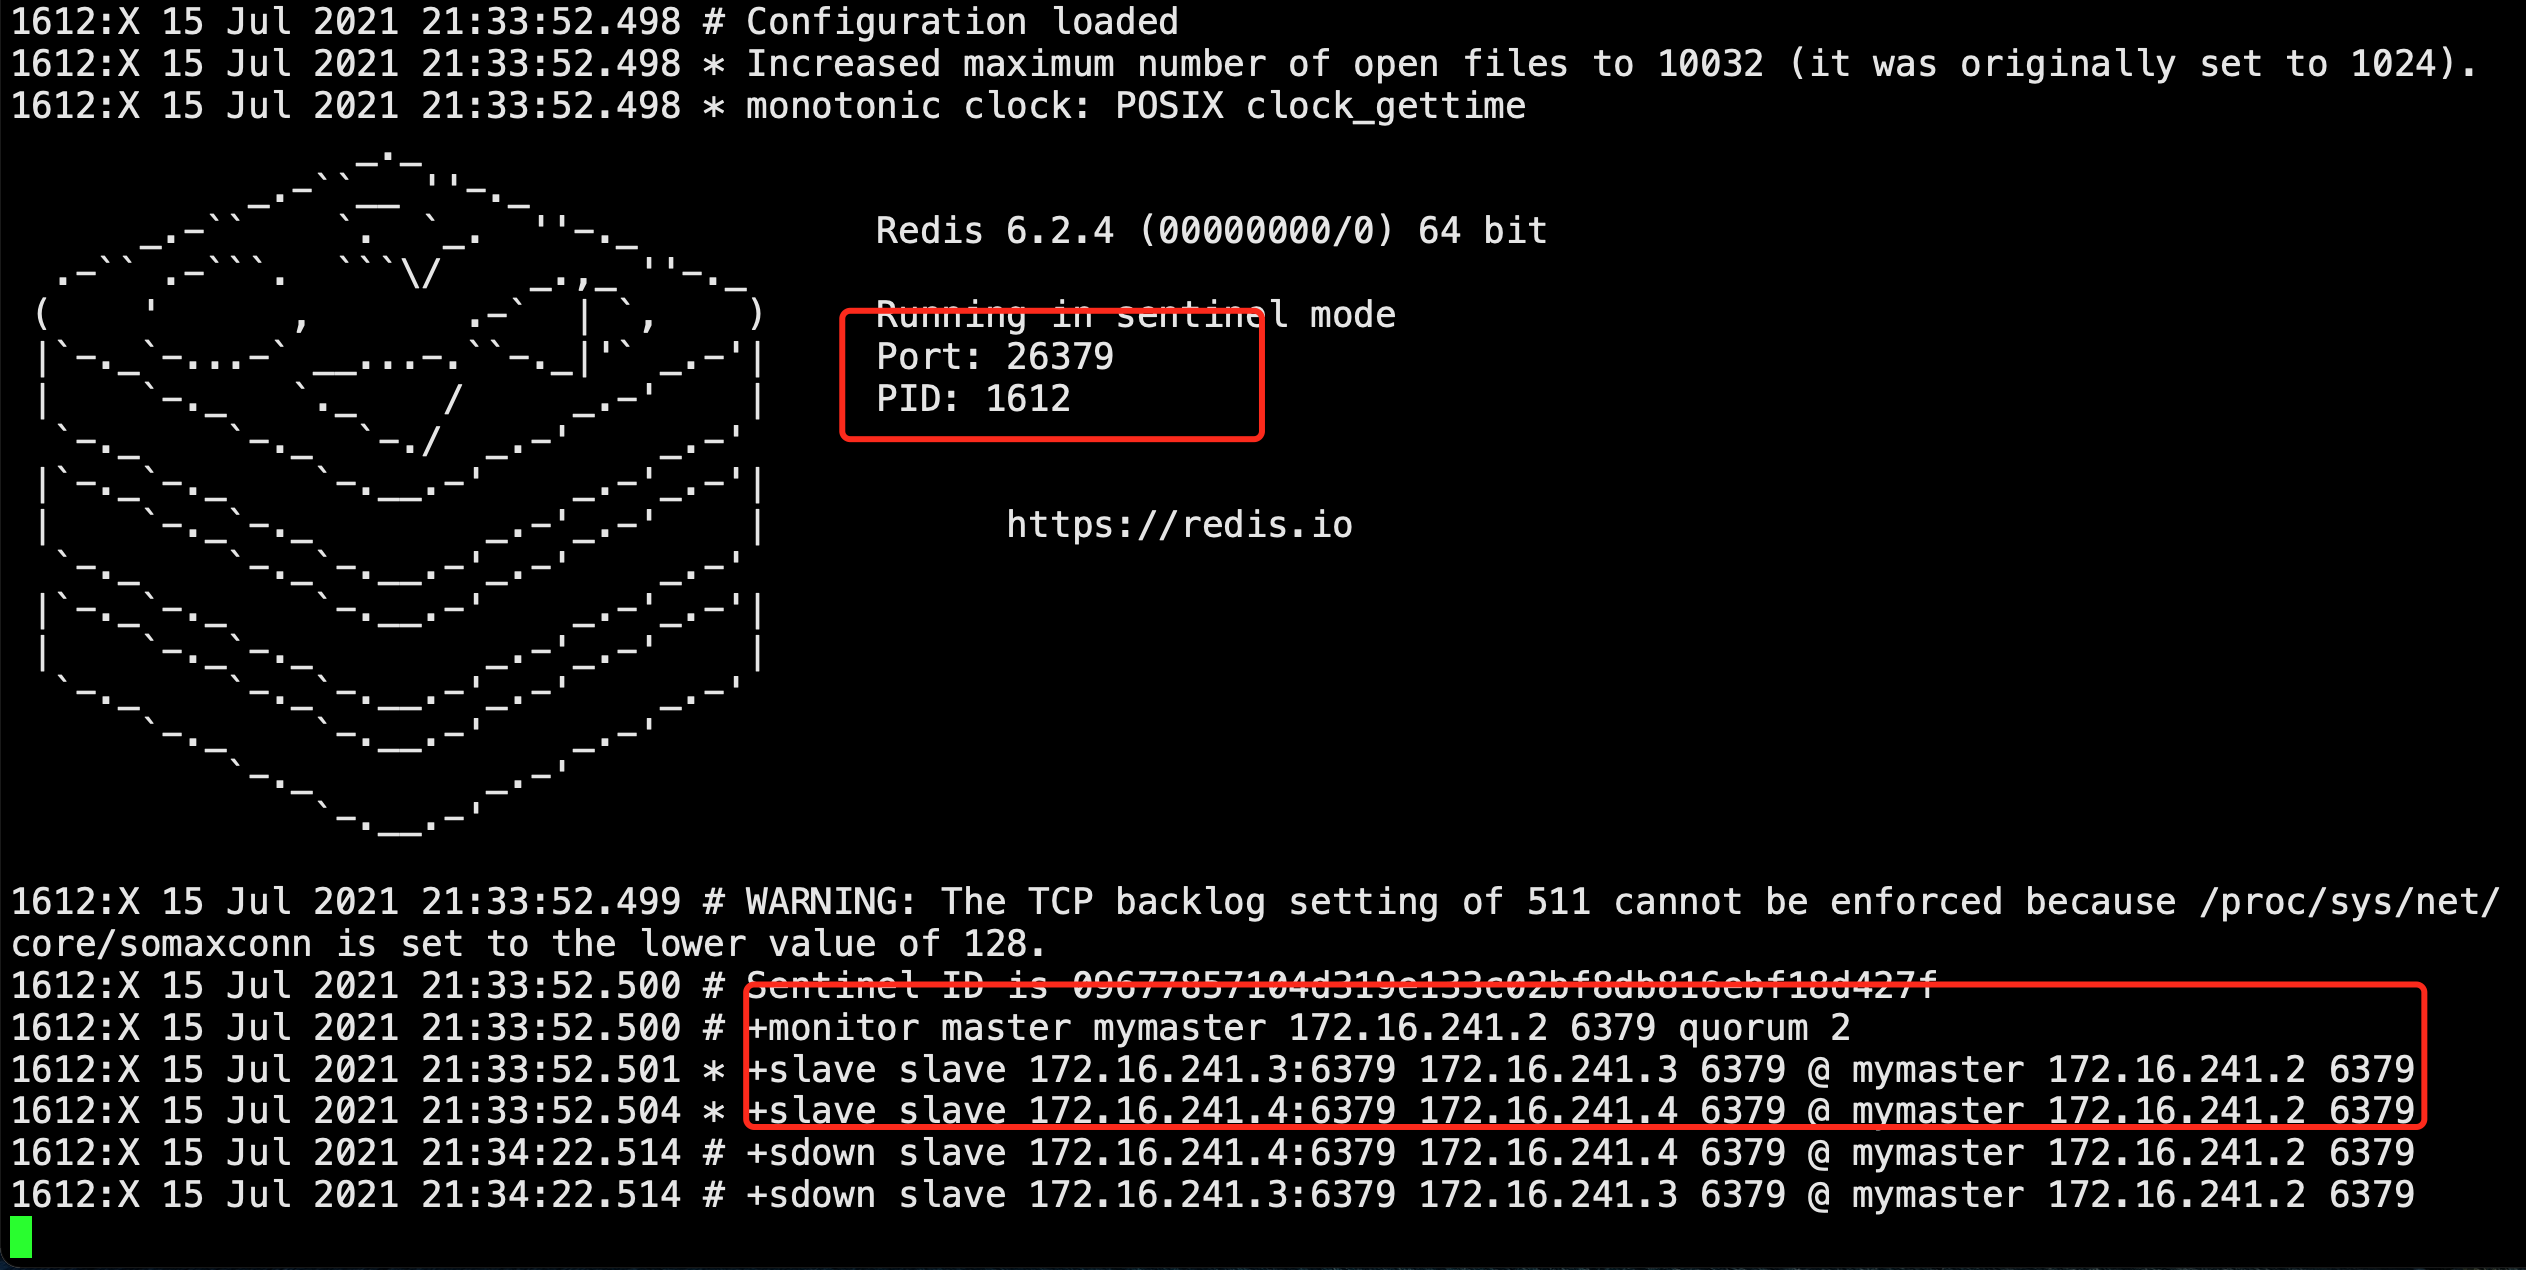 1612:X 15 Jul 2021 21:33:52.498 # Configuration loaded
1612:X 15 Jul 2021 21:33:52.498 * Increased maximum number of open files to 10032 (it was originally set to 1024).
1612:X 15 Jul 2021 21:33:52.498 * monotonic clock: POSIX clock_gettime
Redis 6.2.4 (00000000/0) 64 bit
Running in sentinel mode
Port: 26379
PID: 1612
https://redis.io
1612:X 15 Jul 2021 21:33:52.499 # WARNING: The TCP backlog setting of 511 cannot be enforced because /proc/sys/net/
core/somaxconn is set to the lower value of 128.
1612:X 15 Jul 2021 21:33:52.500 # Sentinel ID is 09677857104d319e133c02bf8db816ebf18d427f
1612:X 15 Jul 2021 21:33:52.500 # +monitor master mymaster 172.16.241.2 6379 quorum 2
1612:X 15 Jul 2021 21:33:52.501 * +slave slave 172.16.241.3:6379 172.16.241.3 6379 @ mymaster 172.16.241.2 6379
1612:X 15 Jul 2021 21:33:52.504 * +slave slave 172.16.241.4:6379 172.16.241.4 6379 @ mymaster 172.16.241.2 6379
1612:X 15 Jul 2021 21:34:22.514 # +sdown slave 172.16.241.4:6379 172.16.241.4 6379 @ mymaster 172.16.241.2 6379
1612:X 15 Jul 2021 21:34:22.514 # +sdown slave 172.16.241.3:6379 172.16.241.3 6379 @ mymaster 172.16.241.2 6379